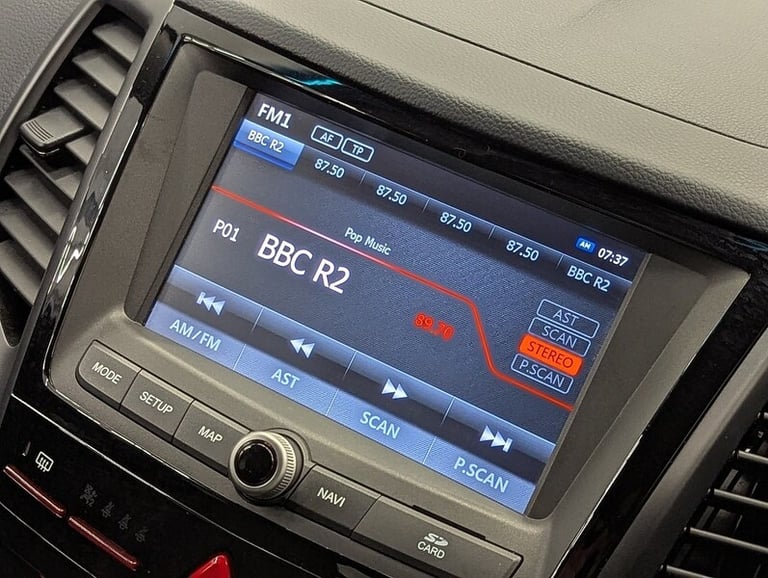 FM1 AF TP
BBC R2 87.50 87.50 87.50 87.50 BBC R2
AM 07:37
Pop Music
P01 BBC R2
89.70
AST
SCAN
STEREO
P.SCAN
AM/FM AST SCAN P.SCAN
MODE SETUP MAP NAVI SD CARD